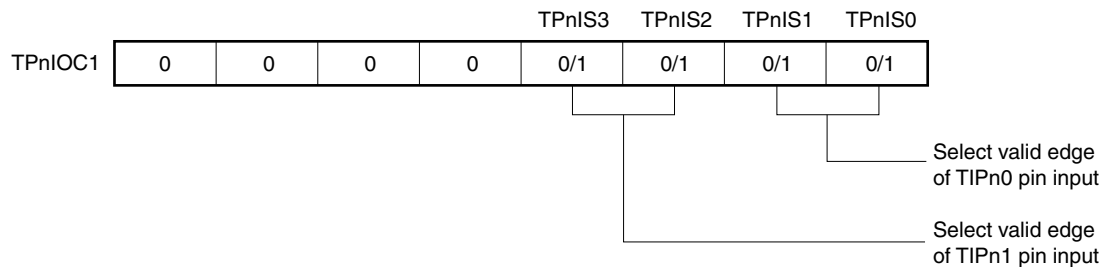 TPnIS3 TPnIS2 TPnIS1 TPnIS0
TPnIOC1 0 0 0 0 0/1 0/1 0/1 0/1
Select valid edge
of TIPn0 pin input
Select valid edge
of TIPn1 pin input